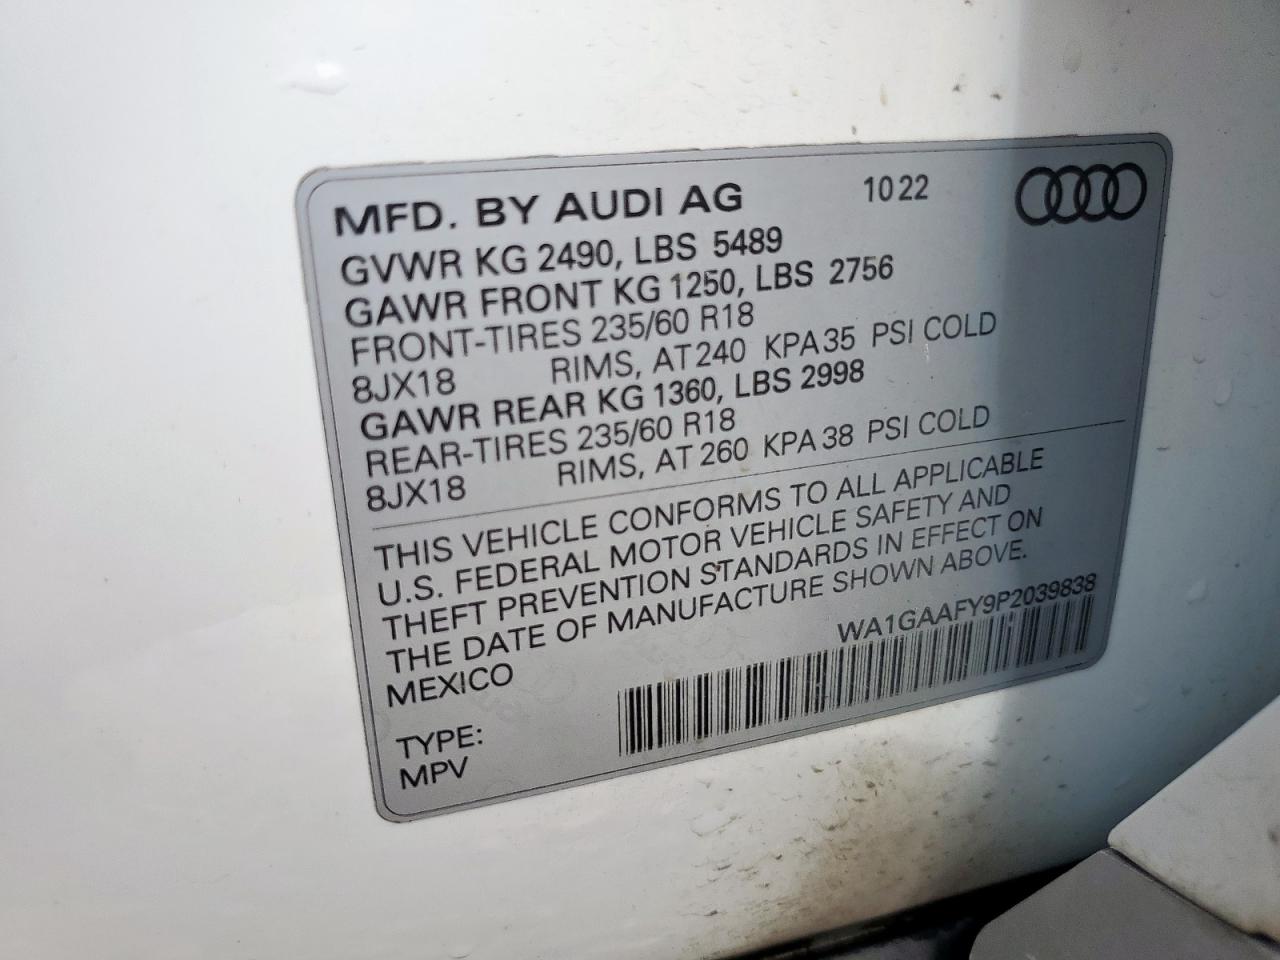 MFD. BY AUDI AG 10 22
GVWR KG 2490, LBS 5489
GAWR FRONT KG 1250, LBS 2756
FRONT-TIRES 235/60 R18
8JX18 RIMS, AT 240 KPA 35 PSI COLD
GAWR REAR KG 1360, LBS 2998
REAR-TIRES 235/60 R18
8JX18 RIMS, AT 260 KPA 38 PSI COLD
THIS VEHICLE CONFORMS TO ALL APPLICABLE
U.S. FEDERAL MOTOR VEHICLE SAFETY AND
THEFT PREVENTION STANDARDS IN EFFECT ON
THE DATE OF MANUFACTURE SHOWN ABOVE.
MEXICO WA1GAAFY9P2039838
TYPE:
MPV